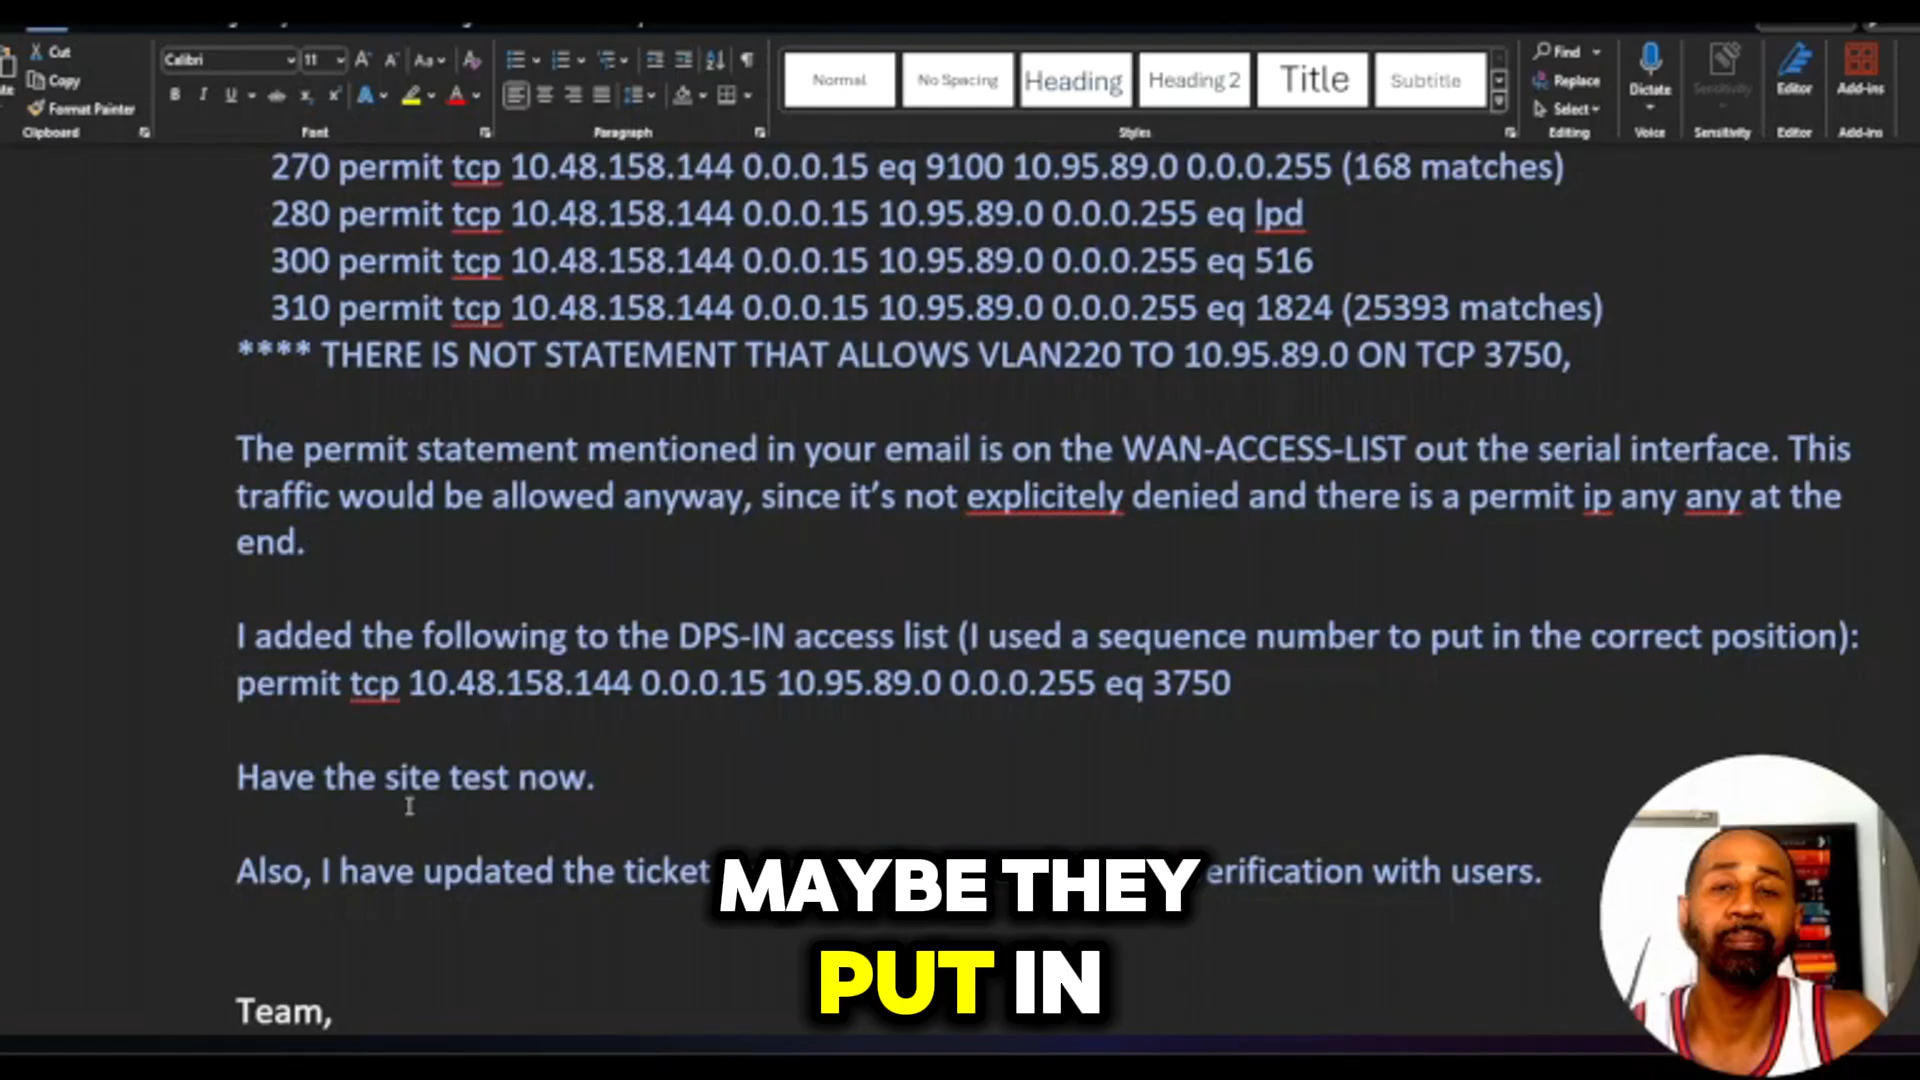 Cut
Calibri
11
Find
Copy
Normal
No Spacing
Heading
Heading 2
Title
Subtitle
Replace
Format Painter
Select
Dictate
Sensitivity
Editor
Add-ins
Clipboard
Font
Paragraph
Styles
Editing
Voice
Sensitivity
Editor
Add-ins
270 permit tcp 10.48.158.144 0.0.0.15 eq 9100 10.95.89.0 0.0.0.255 (168 matches)
280 permit tcp 10.48.158.144 0.0.0.15 10.95.89.0 0.0.0.255 eq lpd
300 permit tcp 10.48.158.144 0.0.0.15 10.95.89.0 0.0.0.255 eq 516
310 permit tcp 10.48.158.144 0.0.0.15 10.95.89.0 0.0.0.255 eq 1824 (25393 matches)
**** THERE IS NOT STATEMENT THAT ALLOWS VLAN220 TO 10.95.89.0 ON TCP 3750,
The permit statement mentioned in your email is on the WAN-ACCESS-LIST out the serial interface. This
traffic would be allowed anyway, since it's not explicitely denied and there is a permit ip any any at the
end.
I added the following to the DPS-IN access list (I used a sequence number to put in the correct position):
permit tcp 10.48.158.144 0.0.0.15 10.95.89.0 0.0.0.255 eq 3750
Have the site test now.
Also, I have updated the ticket erification with users.
MAYBE THEY
PUT IN
Team,